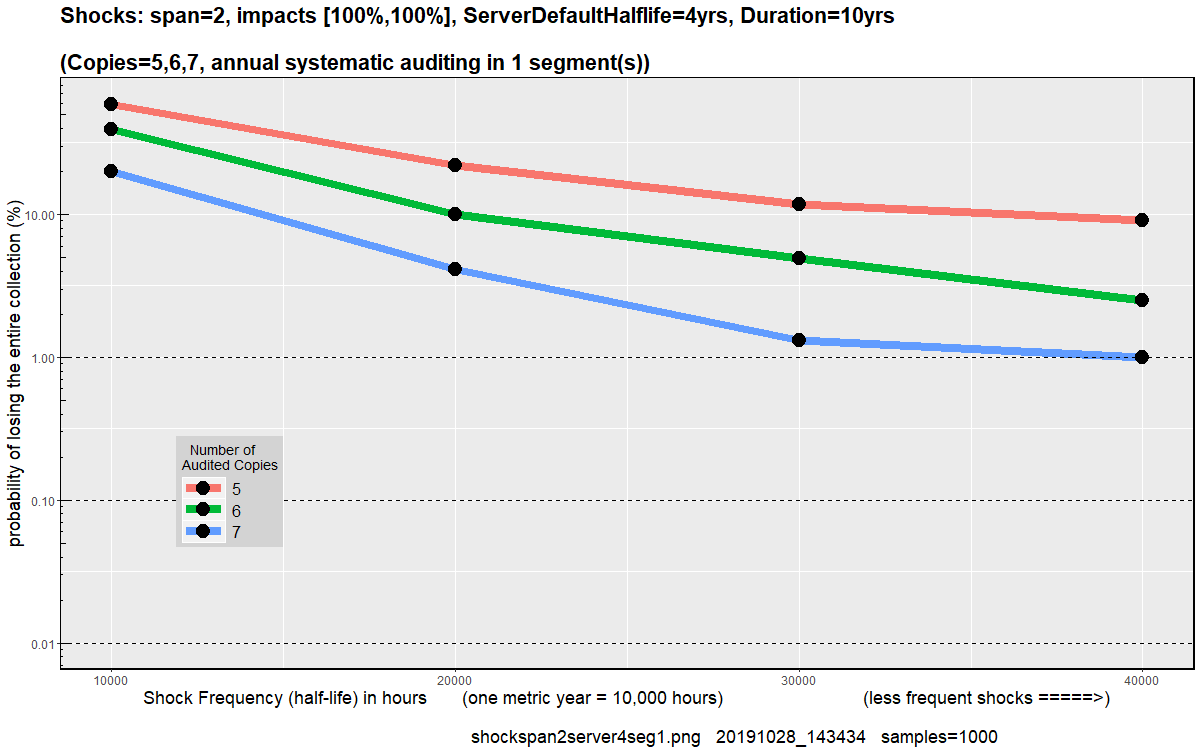 Shocks: span=2, impacts [100%,100%], ServerDefaultHalflife=4yrs, Duration=10yrs
(Copies=5,6,7, annual systematic auditing in 1 segment(s))
probability of losing the entire collection (%)
10.00
1.00
0.10
0.01
Number of
Audited Copies
5
6
7
10000
20000
30000
40000
Shock Frequency (half-life) in hours (one metric year = 10,000 hours) (less frequent shocks =====>)
shockspan2server4seg1.png 20191028_143434 samples=1000